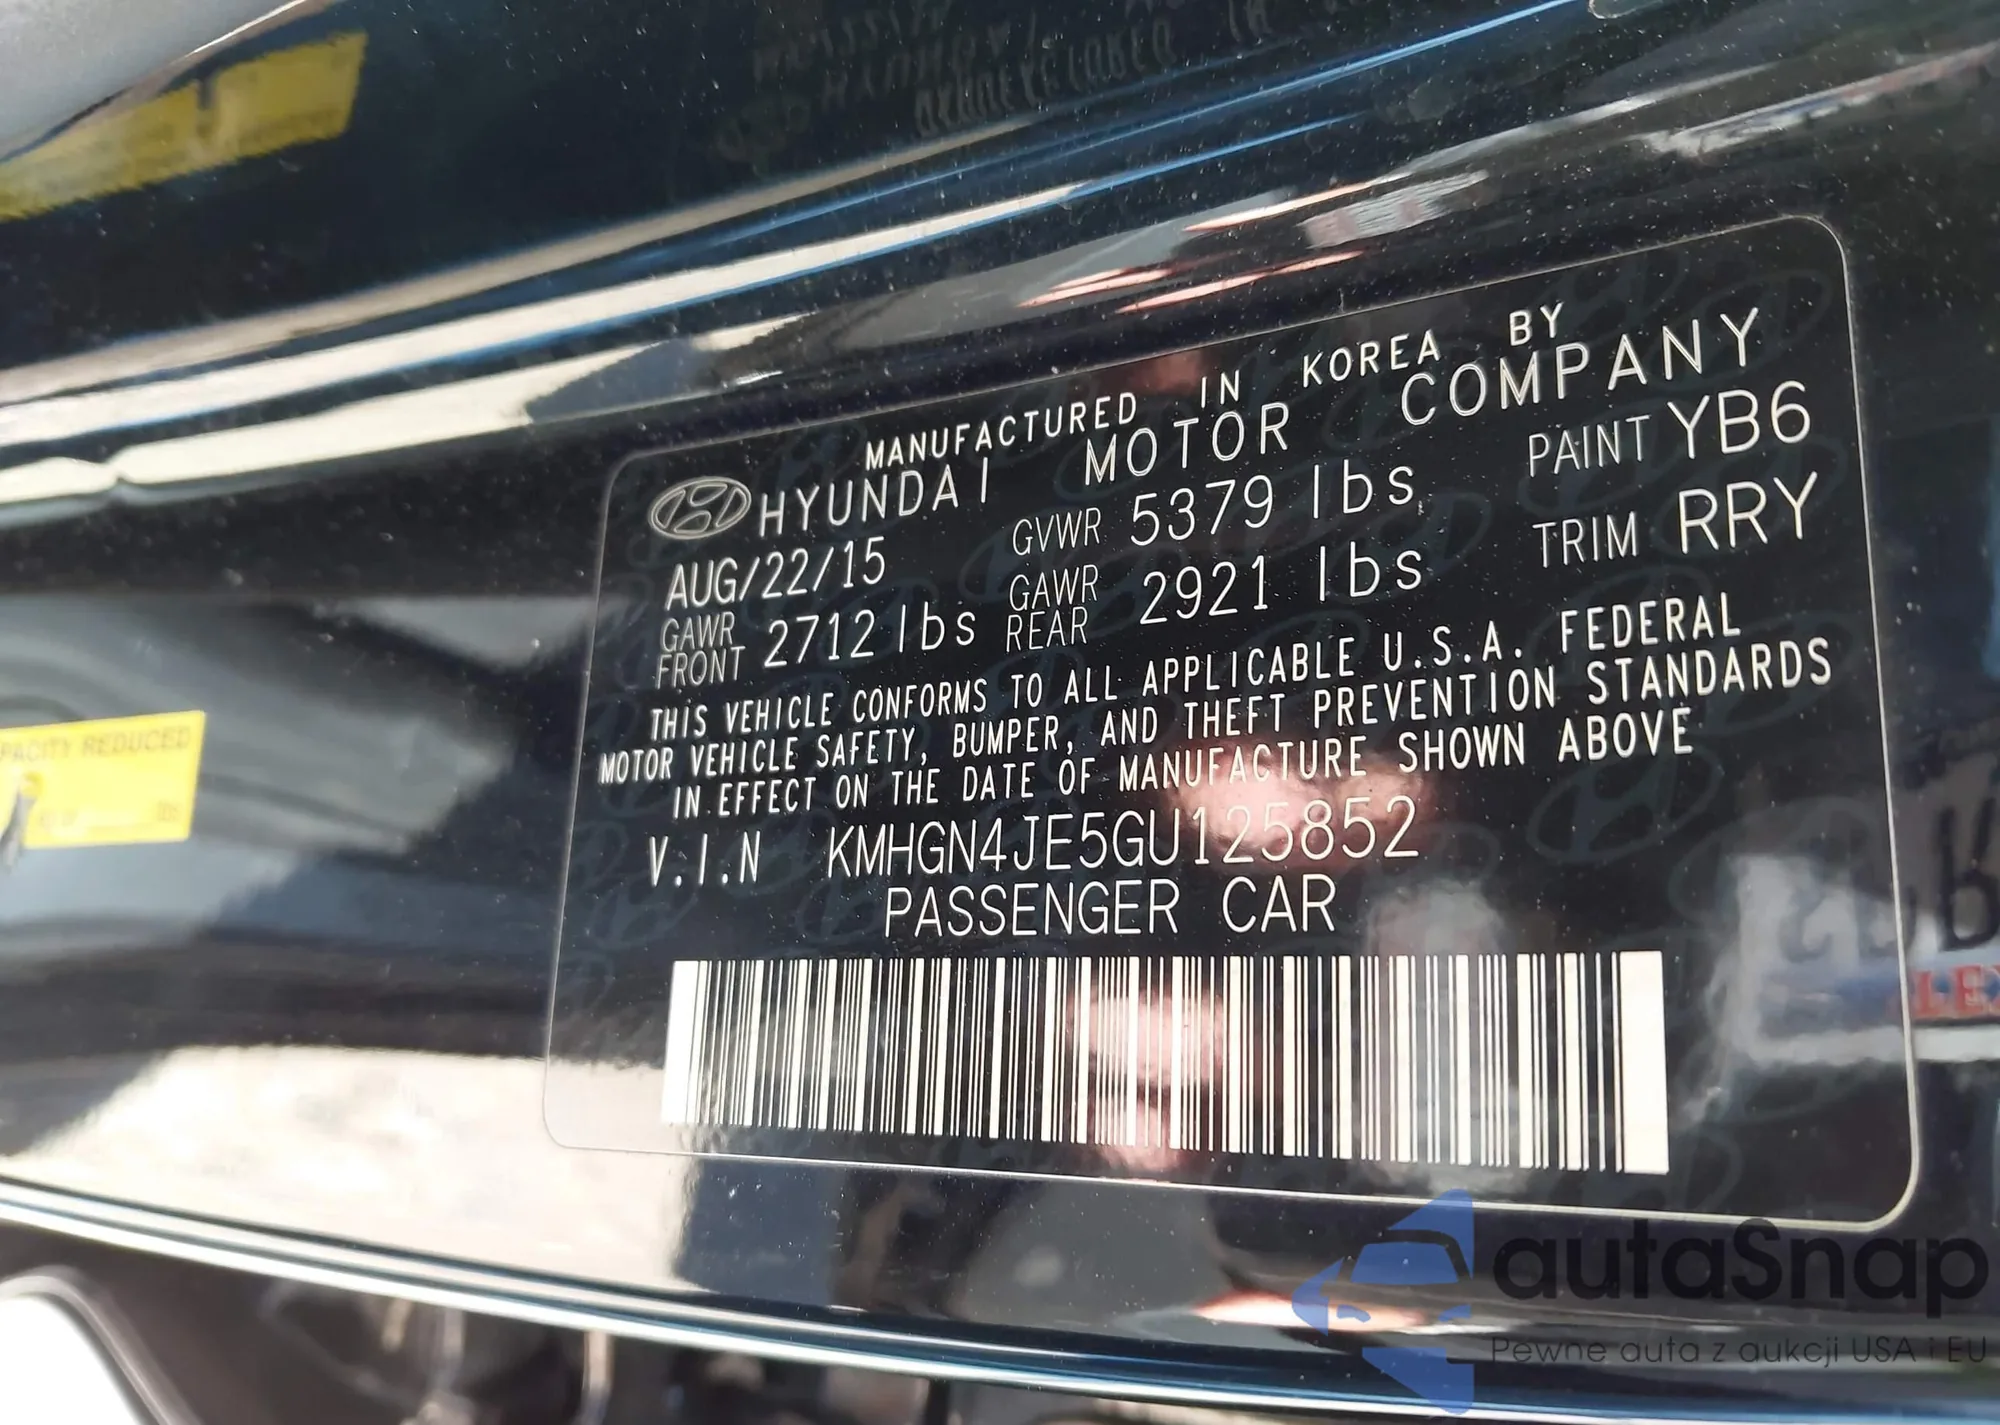 MANUFACTURED IN KOREA BY
HYUNDAI MOTOR COMPANY
AUG/22/15 GVWR 5379 lbs PAINT YB6
GAWR FRONT 2712 lbs GAWR REAR 2921 lbs TRIM RRY
THIS VEHICLE CONFORMS TO ALL APPLICABLE U.S.A. FEDERAL
MOTOR VEHICLE SAFETY, BUMPER, AND THEFT PREVENTION STANDARDS
IN EFFECT ON THE DATE OF MANUFACTURE SHOWN ABOVE
V.I.N KMHGN4JE5GU125852
PASSENGER CAR
PACITY REDUCED
autaSnap
Pewne auta z aukcji USA i EU